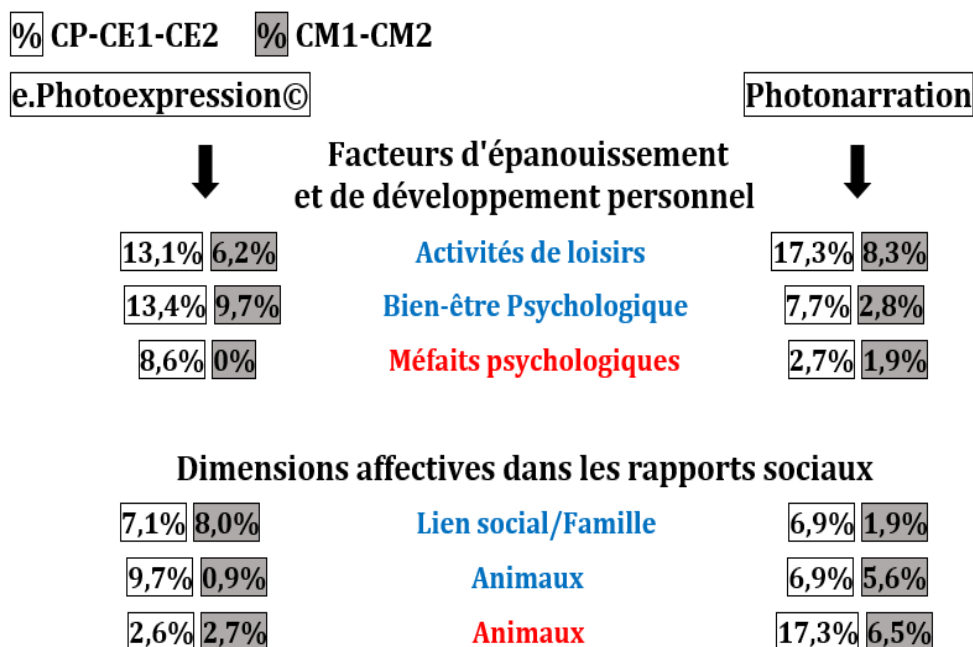 % CP-CE1-CE2 % CM1-CM2
e.Photoexpression© Photonarration
Facteurs d'épanouissement
et de développement personnel
13,1% 6,2% Activités de loisirs 17,3% 8,3%
13,4% 9,7% Bien-être Psychologique 7,7% 2,8%
8,6% 0% Méfaits psychologiques 2,7% 1,9%
Dimensions affectives dans les rapports sociaux
7,1% 8,0% Lien social/Famille 6,9% 1,9%
9,7% 0,9% Animaux 6,9% 5,6%
2,6% 2,7% Animaux 17,3% 6,5%